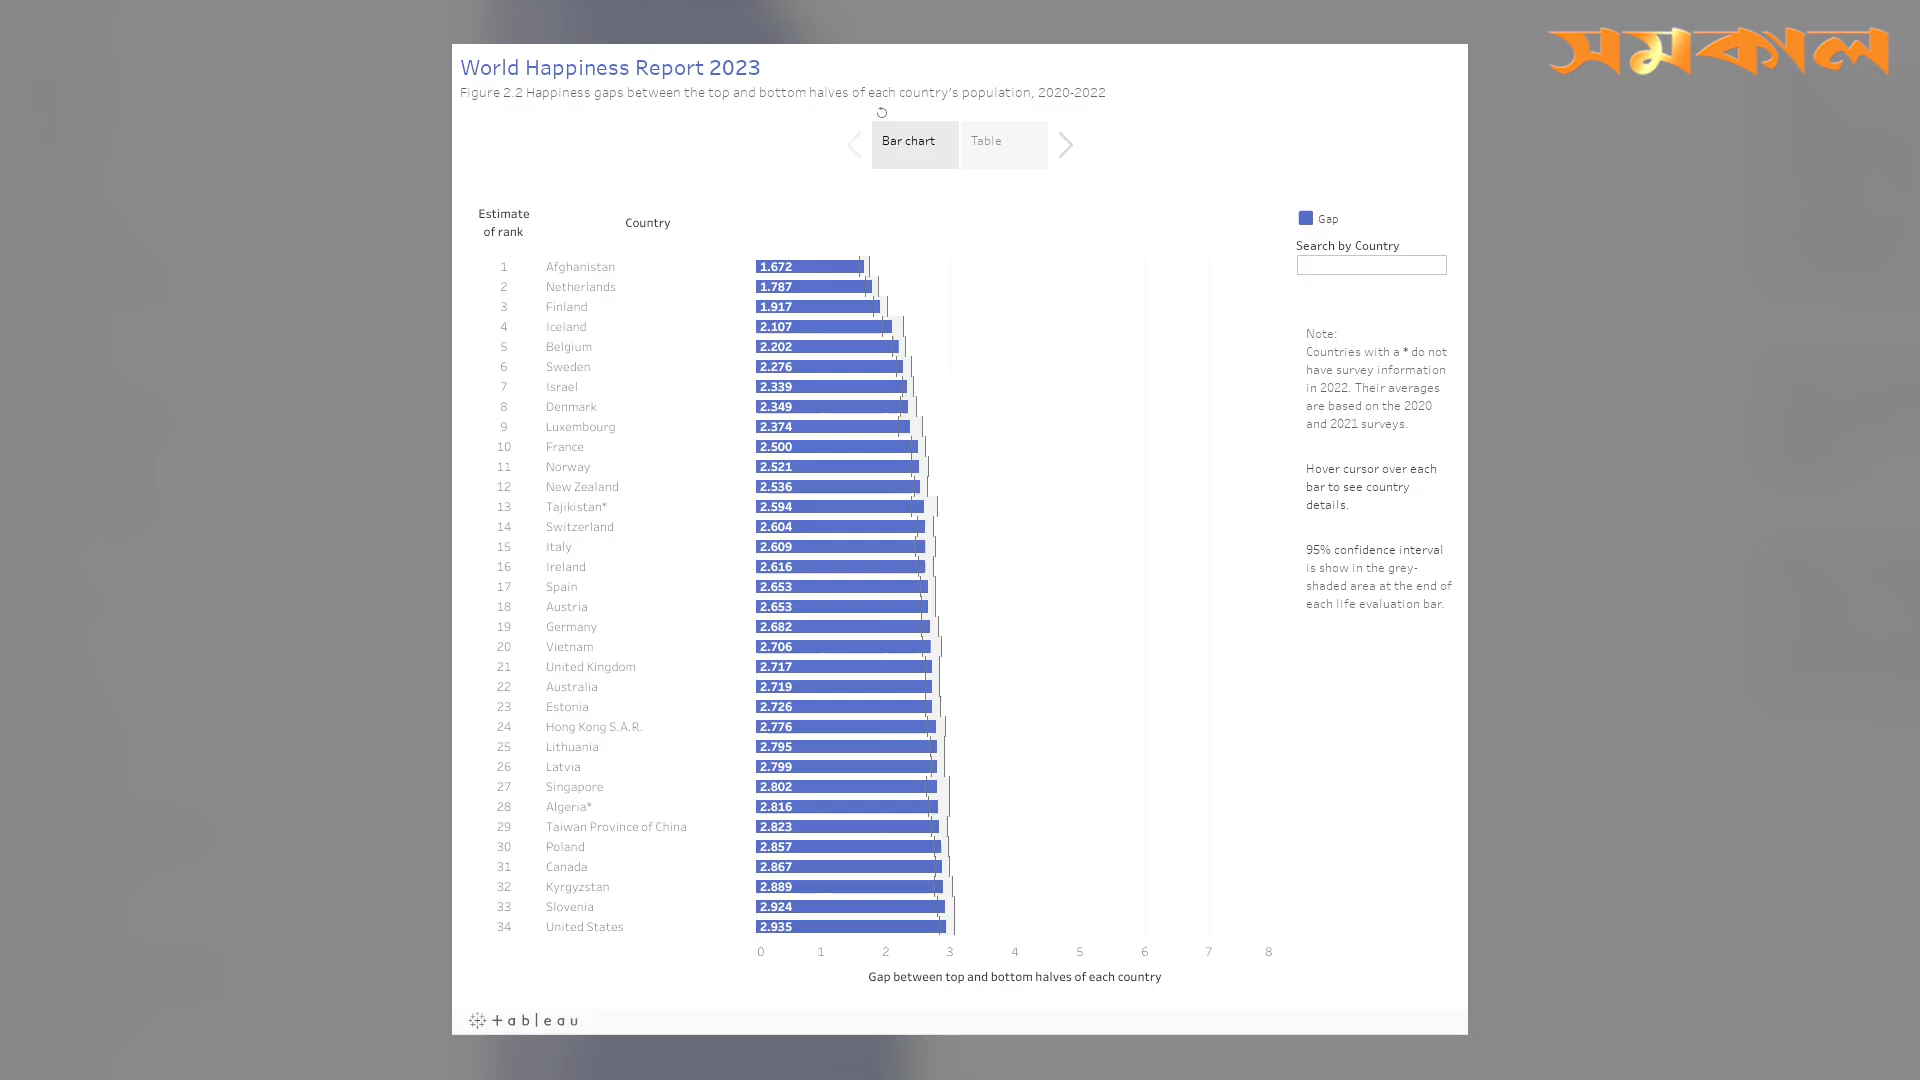 সমকাল
World Happiness Report 2023
Figure 2.2 Happiness gaps between the top and bottom halves of each country's population, 2020-2022
Bar chart Table
Estimate of rank Country
Gap
Search by Country
1 Afghanistan 1.672
2 Netherlands 1.787
3 Finland 1.917
4 Iceland 2.107
5 Belgium 2.202
6 Sweden 2.276
7 Israel 2.339
8 Denmark 2.349
9 Luxembourg 2.374
10 France 2.500
11 Norway 2.521
12 New Zealand 2.536
13 Tajikistan* 2.594
14 Switzerland 2.604
15 Italy 2.609
16 Ireland 2.616
17 Spain 2.653
18 Austria 2.653
19 Germany 2.682
20 Vietnam 2.706
21 United Kingdom 2.717
22 Australia 2.719
23 Estonia 2.726
24 Hong Kong S.A.R. 2.776
25 Lithuania 2.795
26 Latvia 2.799
27 Singapore 2.802
28 Algeria* 2.816
29 Taiwan Province of China 2.823
30 Poland 2.857
31 Canada 2.867
32 Kyrgyzstan 2.889
33 Slovenia 2.924
34 United States 2.935
0 1 2 3 4 5 6 7 8
Gap between top and bottom halves of each country
Note:
Countries with a * do not
have survey information
in 2022. Their averages
are based on the 2020
and 2021 surveys.
Hover cursor over each
bar to see country
details.
95% confidence interval
is show in the grey-
shaded area at the end of
each life evaluation bar.
+ableau